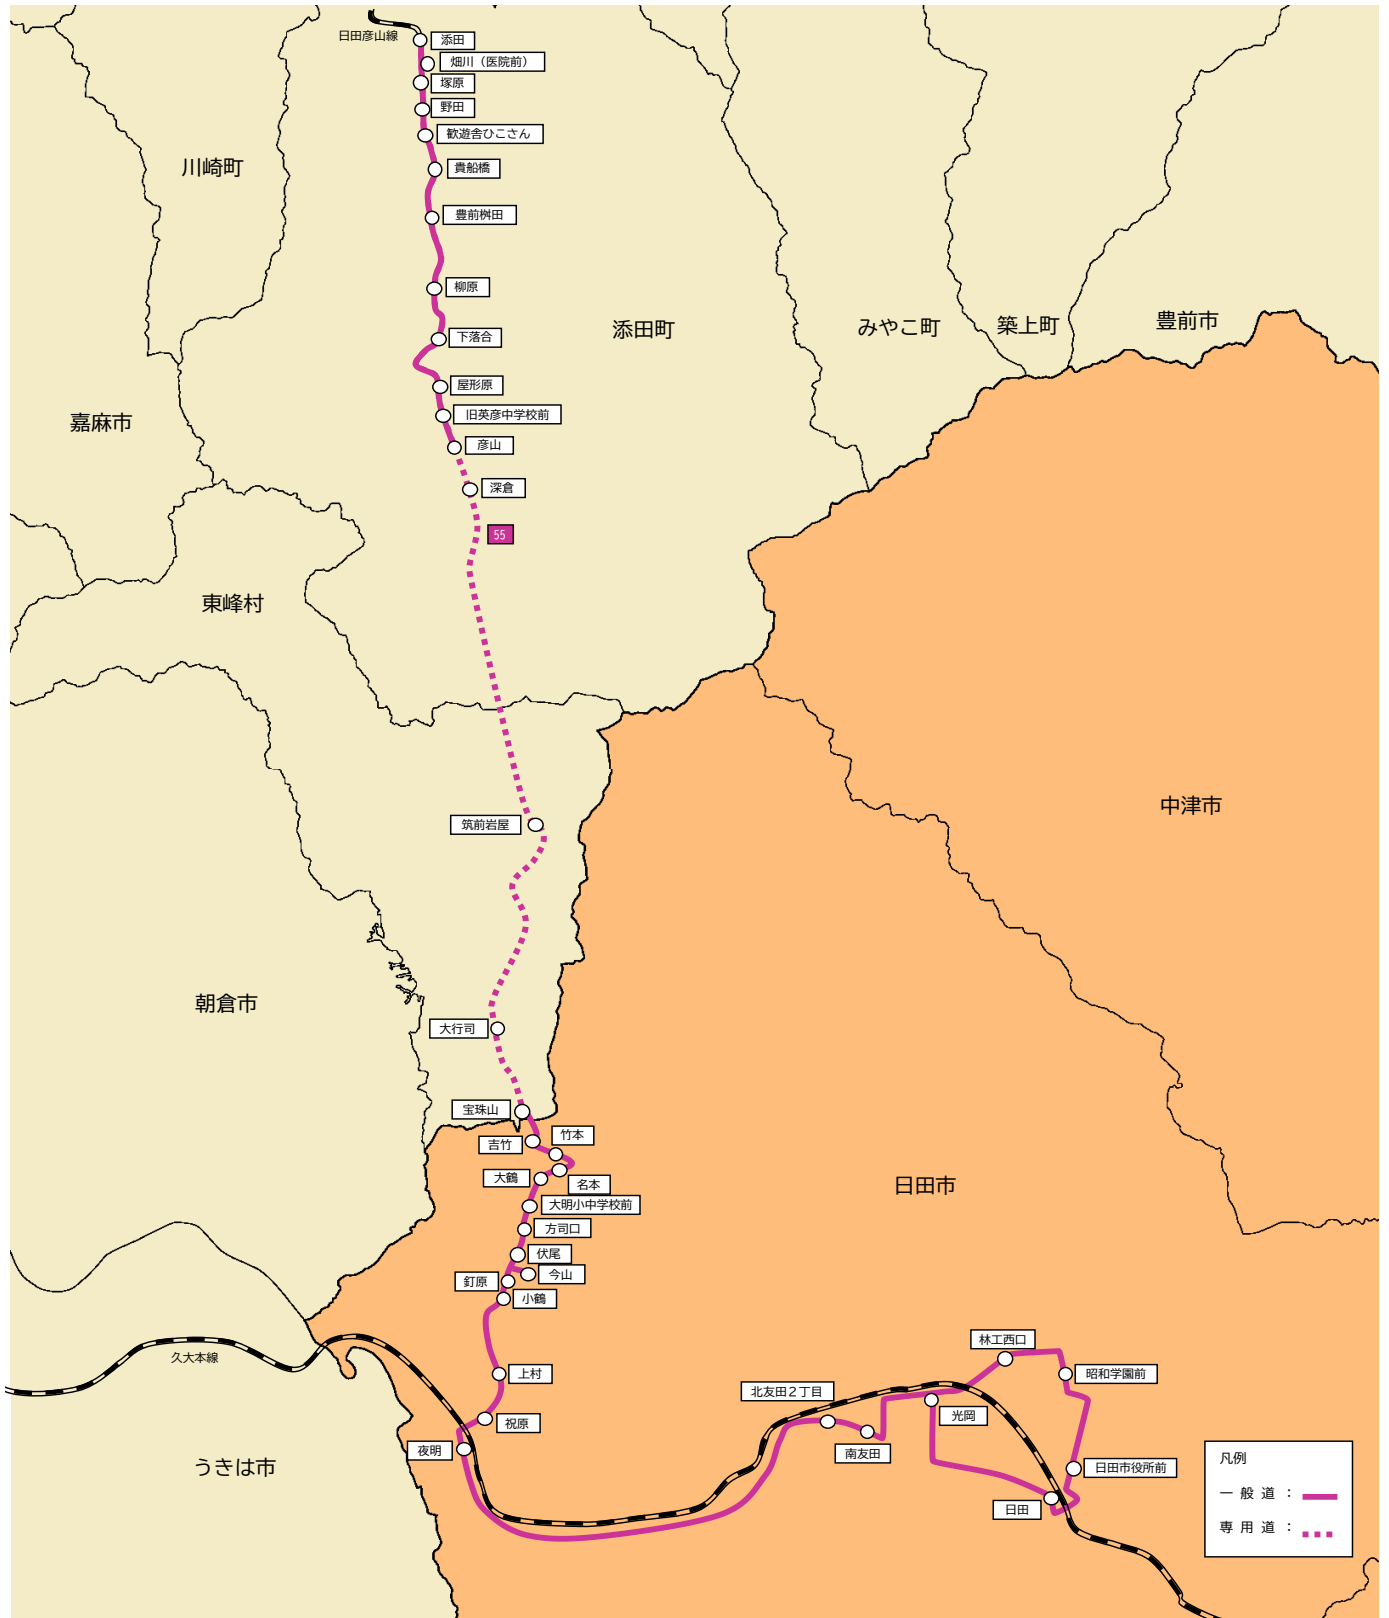 日田彦山線
添田
畑川（医院前）
塚原
野田
歓遊舎ひこさん
川崎町
貴船橋
豊前桝田
柳原
下落合
添田町
みやこ町
築上町
豊前市
屋形原
旧英彦中学校前
嘉麻市
彦山
深倉
55
東峰村
中津市
筑前岩屋
朝倉市
大行司
宝珠山
竹本
吉竹
大鶴
名本
日田市
大明小中学校前
方司口
伏尾
今山
釘原
小鶴
林工西口
久大本線
上村
昭和学園前
北友田２丁目
光岡
祝原
夜明
南友田
うきは市
日田市役所前
日田
凡例
一般道：
専用道：